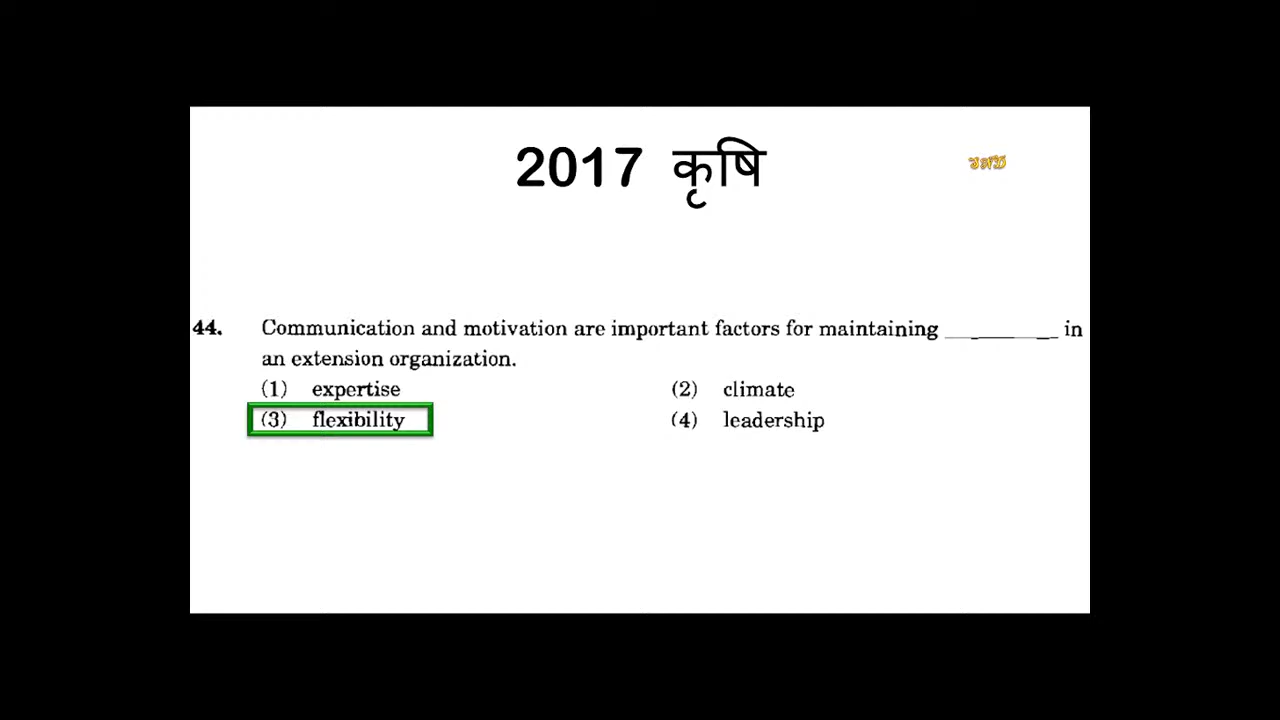 2017 कृषि
44. Communication and motivation are important factors for maintaining __________ in
an extension organization.
(1) expertise (2) climate
(3) flexibility (4) leadership